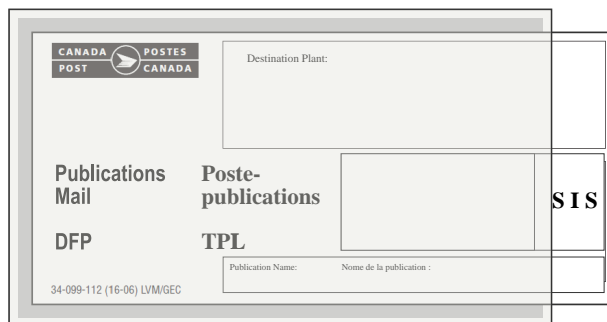 CANADA POSTES
POST CANADA
Destination Plant:
Publications Poste-
Mail publications
S I S
DFP TPL
Publication Name: Nome de la publication :
34-099-112 (16-06) LVM/GEC